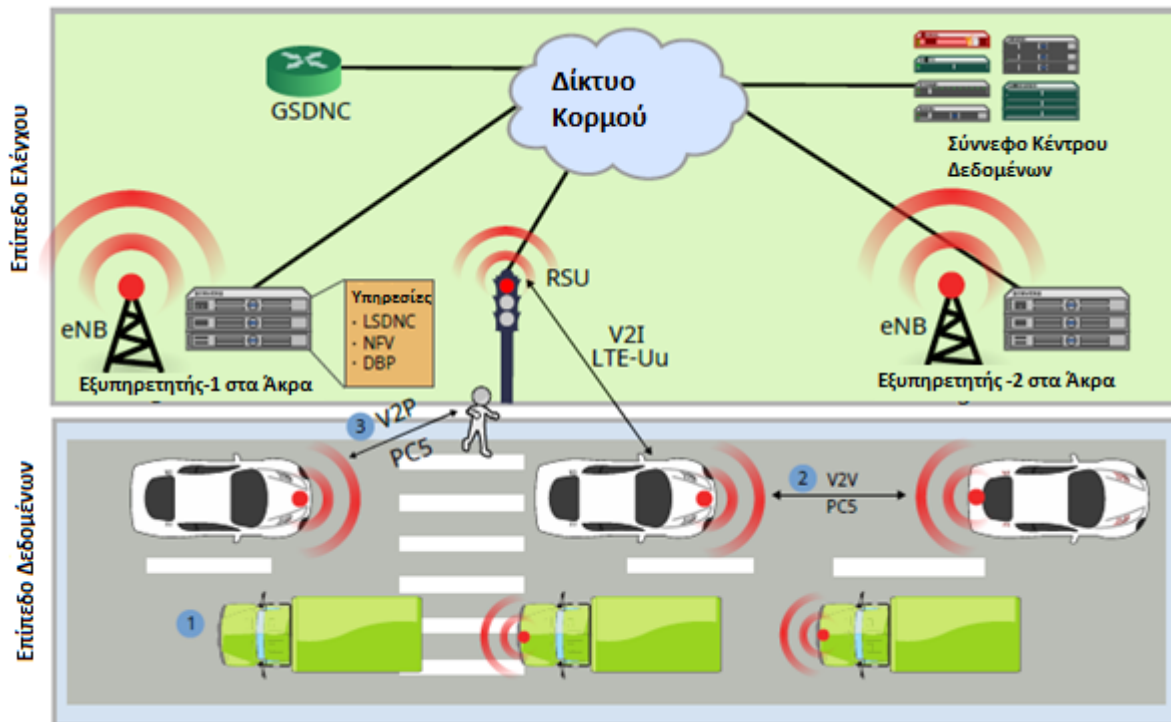 Επίπεδο Ελένχου
GSDNC
Δίκτυο
Κορμού
Σύννεφο Κέντρου
Δεδομένων
eNB
Υπηρεσίες
- LSDNC
- NFV
- DBP
Εξυπηρετητής-1 στα Άκρα
RSU
V2I
LTE-Uu
eNB
Εξυπηρετητής -2 στα Άκρα
Επίπεδο Δεδομένων
3 V2P
PC5
2 V2V
PC5
1